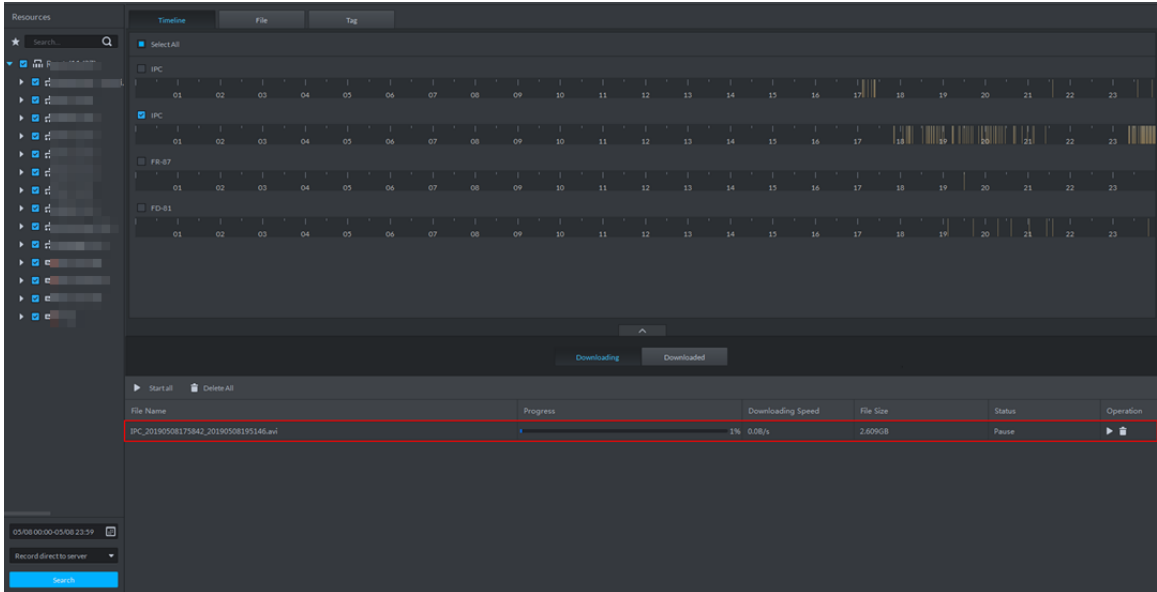 Resources
Timeline File Tag
Search...
Select All
IPC
01 02 03 04 05 06 07 08 09 10 11 12 13 14 15 16 17 18 19 20 21 22 23
IPC
01 02 03 04 05 06 07 08 09 10 11 12 13 14 15 16 17 18 19 20 21 22 23
FR-87
01 02 03 04 05 06 07 08 09 10 11 12 13 14 15 16 17 18 19 20 21 22 23
FD-81
01 02 03 04 05 06 07 08 09 10 11 12 13 14 15 16 17 18 19 20 21 22 23
Downloading Downloaded
Start all Delete All
File Name Progress Downloading Speed File Size Status Operation
IPC_20190508175842_20190508195146.avi 1% 0.0B/s 2.609GB Pause
05/08 00:00-05/08 23:59
Record direct to server
Search